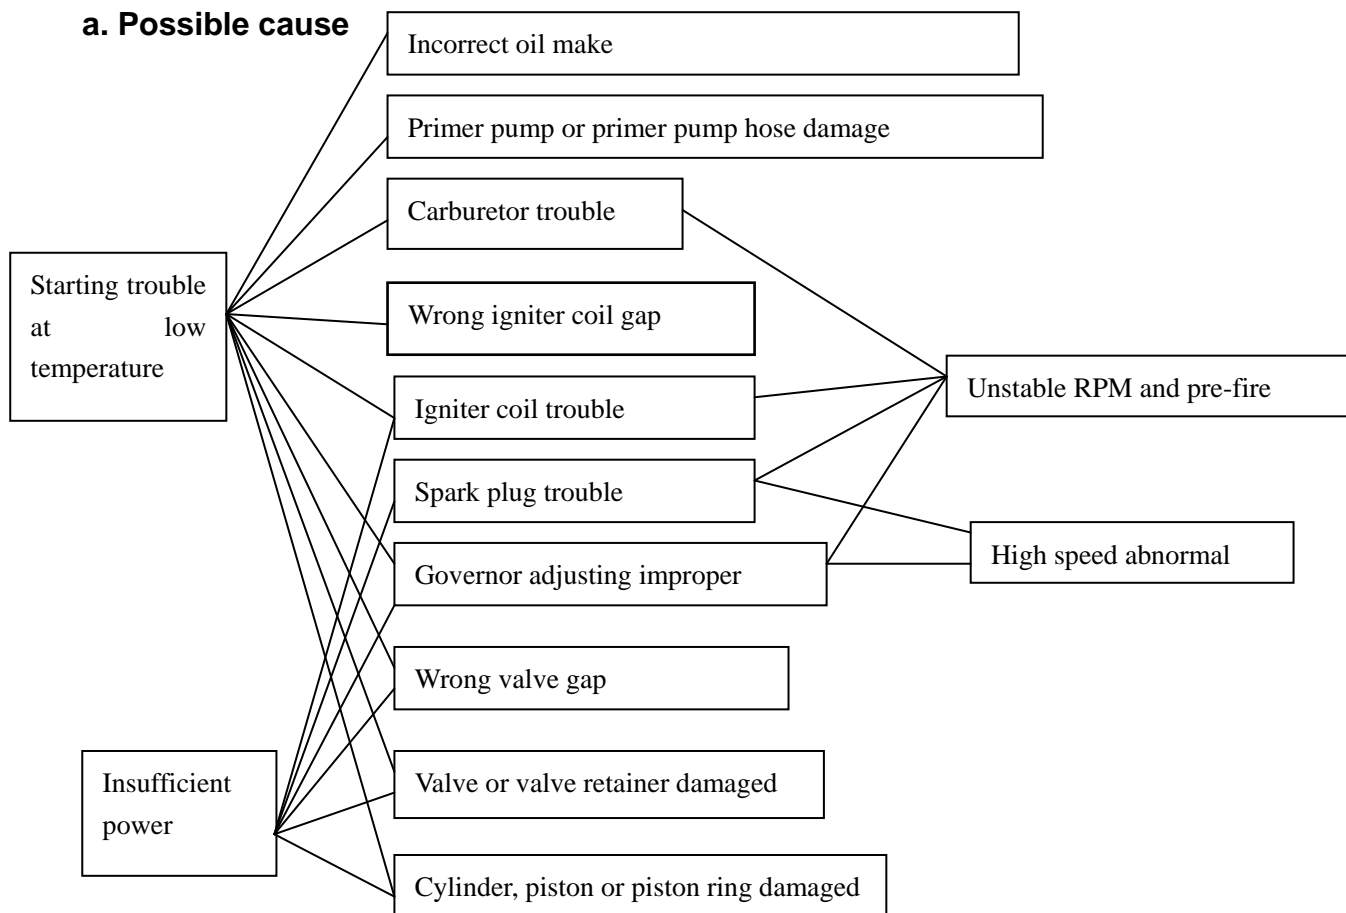 a. Possible cause
Incorrect oil make
Primer pump or primer pump hose damage
Carburetor trouble
Starting trouble
at low
temperature
Wrong igniter coil gap
Igniter coil trouble
Unstable RPM and pre-fire
Spark plug trouble
High speed abnormal
Governor adjusting improper
Wrong valve gap
Insufficient
power
Valve or valve retainer damaged
Cylinder, piston or piston ring damaged